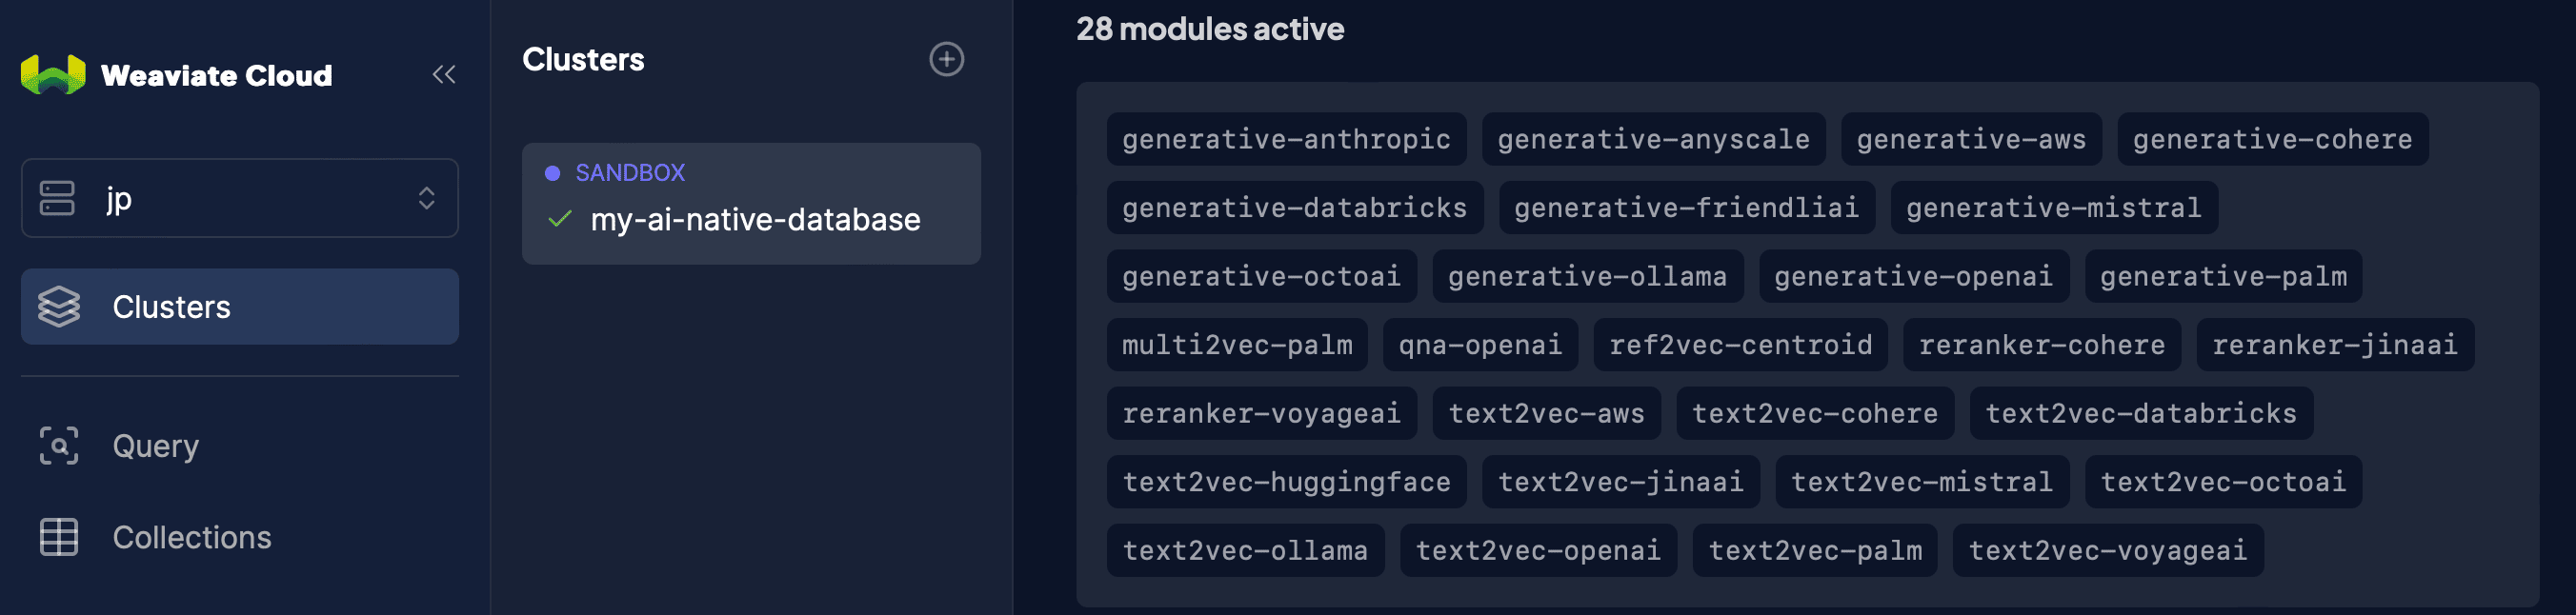 Weaviate Cloud
jp
Clusters
Query
Collections
Clusters
SANDBOX
my-ai-native-database
28 modules active
generative-anthropic generative-anyscale generative-aws generative-cohere
generative-databricks generative-friendliai generative-mistral
generative-octoai generative-ollama generative-openai generative-palm
multi2vec-palm qna-openai ref2vec-centroid reranker-cohere reranker-jinaai
reranker-voyageai text2vec-aws text2vec-cohere text2vec-databricks
text2vec-huggingface text2vec-jinaai text2vec-mistral text2vec-octoai
text2vec-ollama text2vec-openai text2vec-palm text2vec-voyageai